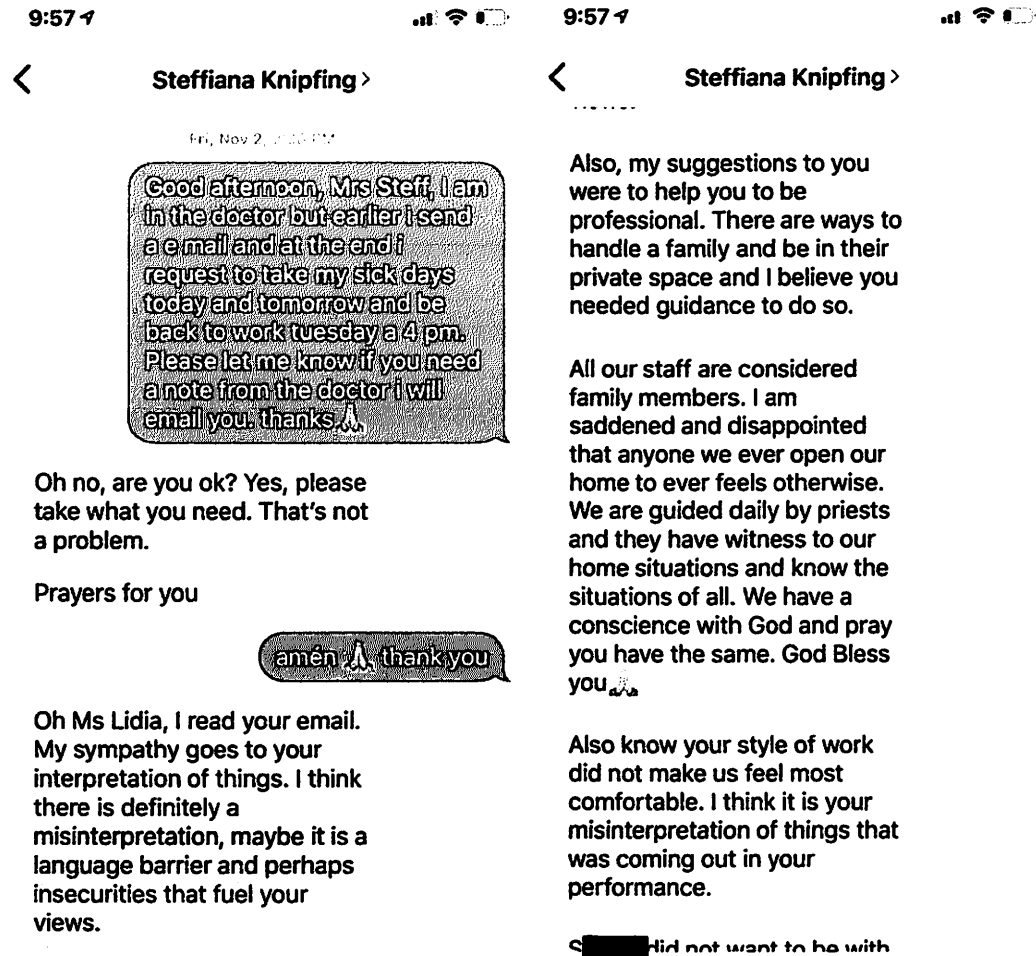 9:57
Steffiana Knipfing >
Fri, Nov 2,
Good afternoon, Mrs Steff, I am
in the doctor but earlier i send
a e mail and at the end i
request to take my sick days
today and tomorrow and be
back to work tuesday a 4 pm.
Please let me know if you need
a note from the doctor i will
email you. thanks🙏
Oh no, are you ok? Yes, please
take what you need. That's not
a problem.
Prayers for you
amén 🙏 thank you
Oh Ms Lidia, I read your email.
My sympathy goes to your
interpretation of things. I think
there is definitely a
misinterpretation, maybe it is a
language barrier and perhaps
insecurities that fuel your
views.
9:57
Steffiana Knipfing >
Also, my suggestions to you
were to help you to be
professional. There are ways to
handle a family and be in their
private space and I believe you
needed guidance to do so.
All our staff are considered
family members. I am
saddened and disappointed
that anyone we ever open our
home to ever feels otherwise.
We are guided daily by priests
and they have witness to our
home situations and know the
situations of all. We have a
conscience with God and pray
you have the same. God Bless
you🙏
Also know your style of work
did not make us feel most
comfortable. I think it is your
misinterpretation of things that
was coming out in your
performance.
did not want to be with